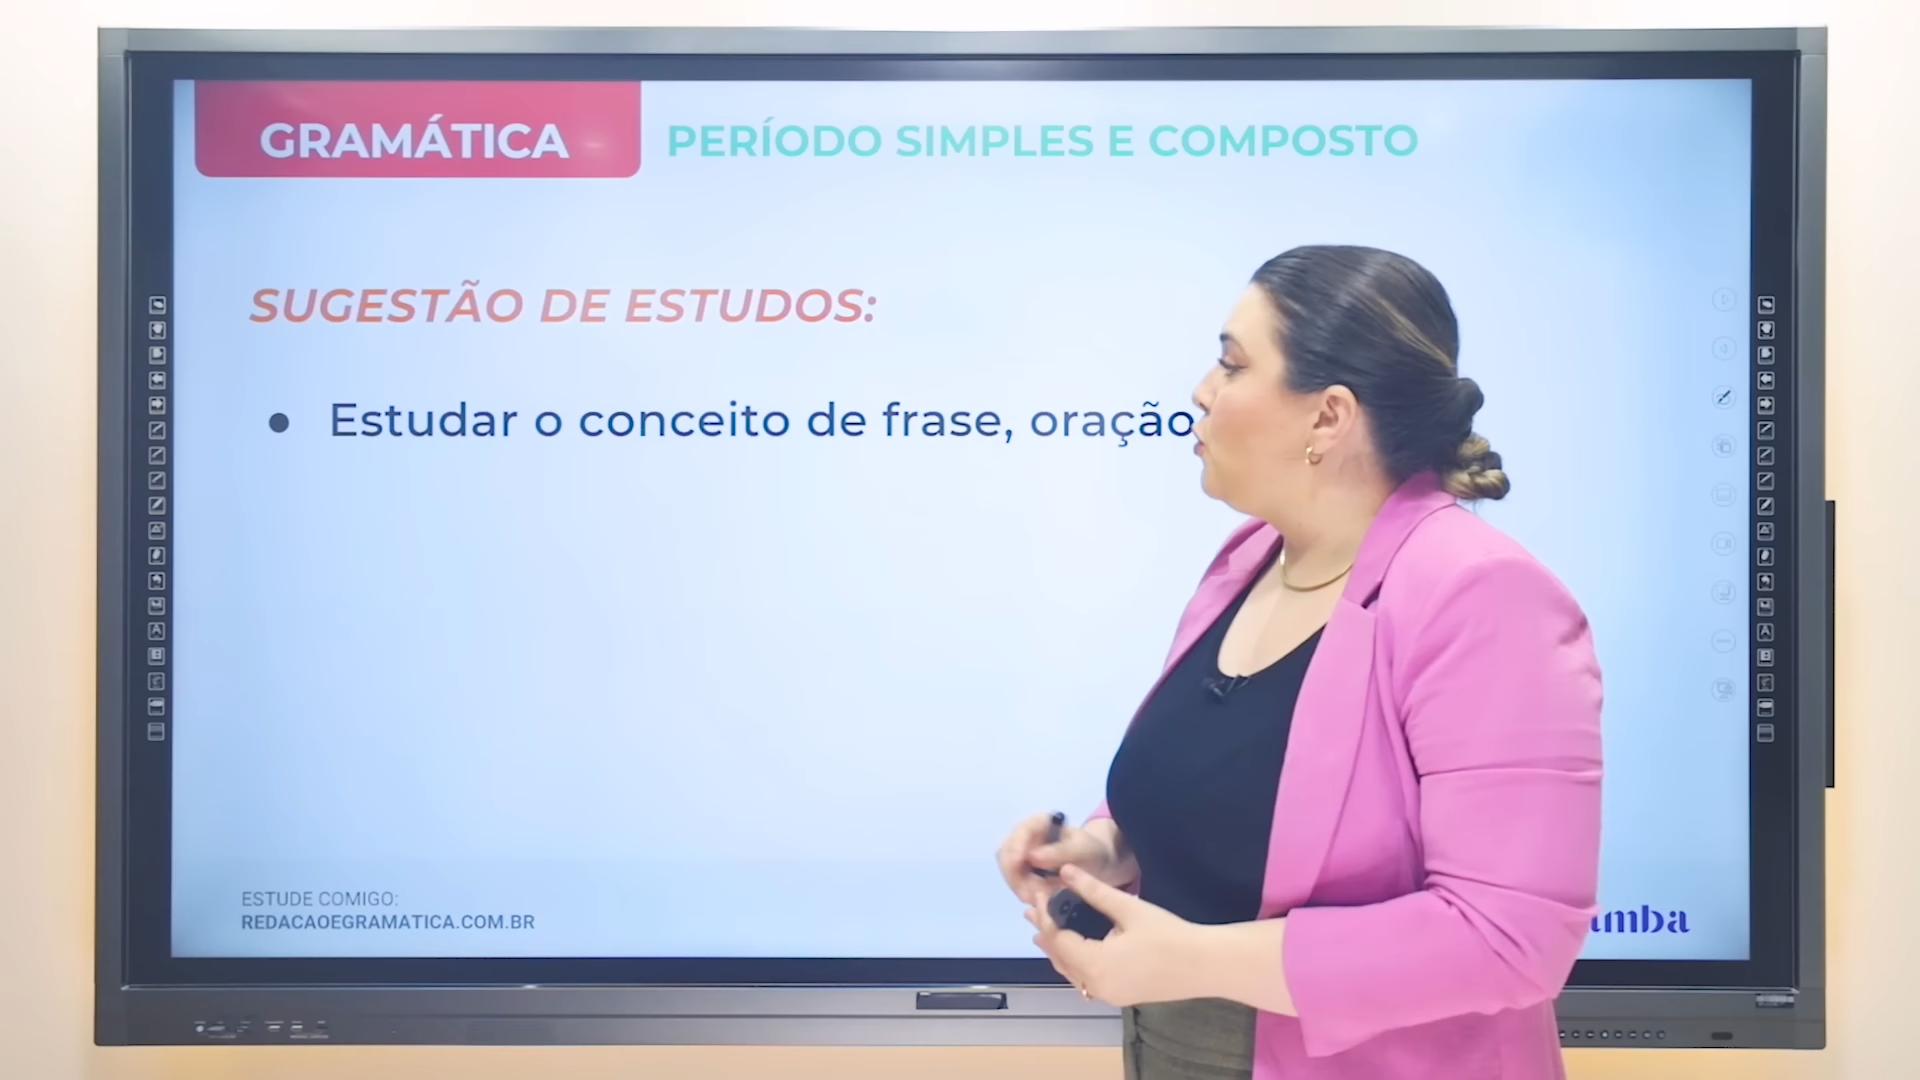 GRAMÁTICA
PERÍODO SIMPLES E COMPOSTO
SUGESTÃO DE ESTUDOS:
• Estudar o conceito de frase, oração
ESTUDE COMIGO:
REDACAOEGRAMATICA.COM.BR